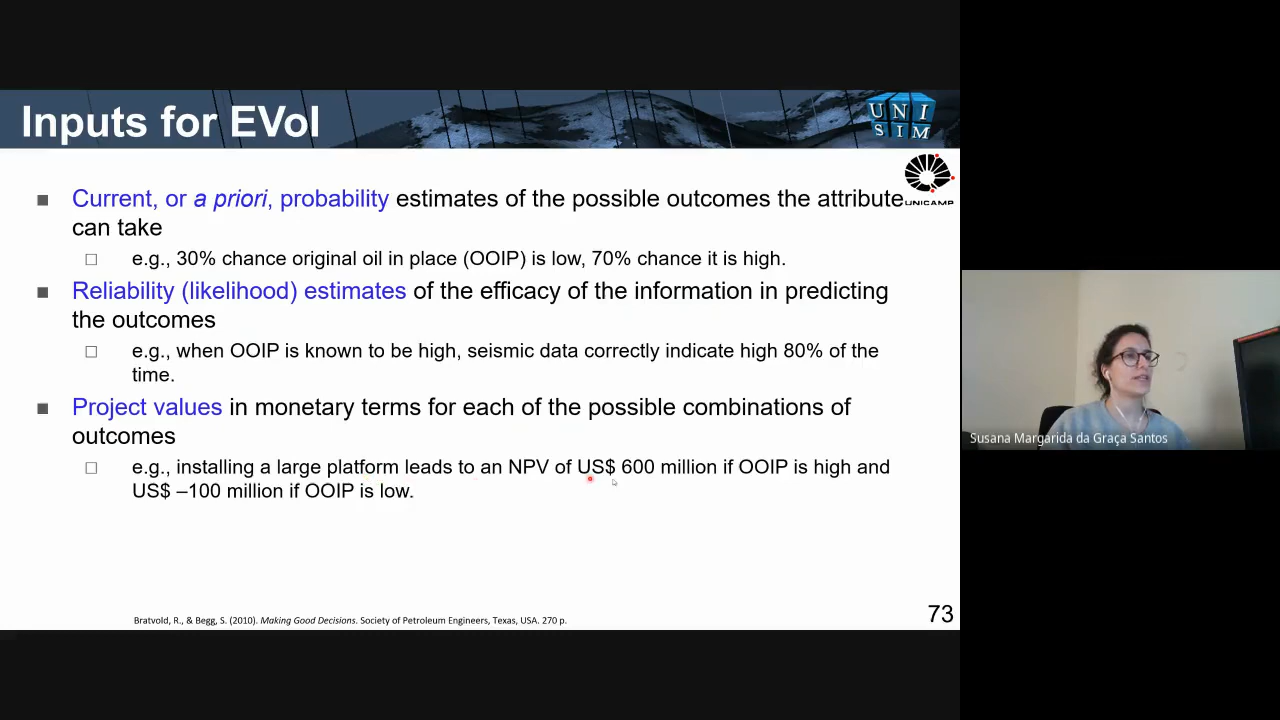 Inputs for EVoI
UNI
SIM
Current, or a priori, probability estimates of the possible outcomes the attribute
can take
UNICAMP
e.g., 30% chance original oil in place (OOIP) is low, 70% chance it is high.
Reliability (likelihood) estimates of the efficacy of the information in predicting
the outcomes
e.g., when OOIP is known to be high, seismic data correctly indicate high 80% of the
time.
Project values in monetary terms for each of the possible combinations of
outcomes
e.g., installing a large platform leads to an NPV of US$ 600 million if OOIP is high and
US$ –100 million if OOIP is low.
Susana Margarida da Graça Santos
Bratvold, R., & Begg, S. (2010). Making Good Decisions. Society of Petroleum Engineers, Texas, USA. 270 p.
73